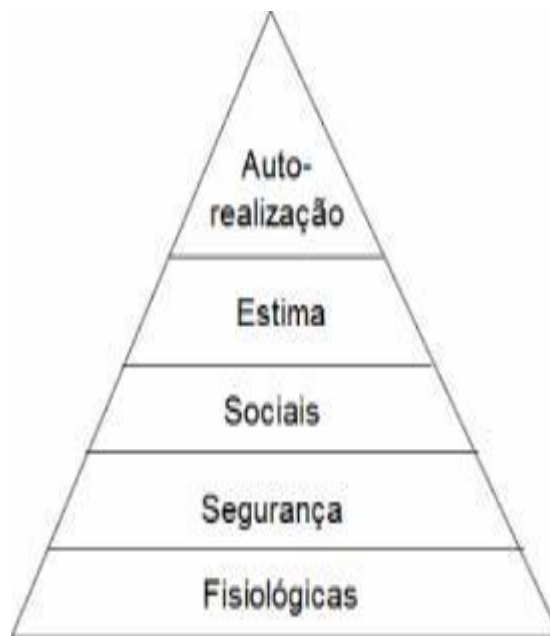 Auto-
realização
Estima
Sociais
Segurança
Fisiológicas